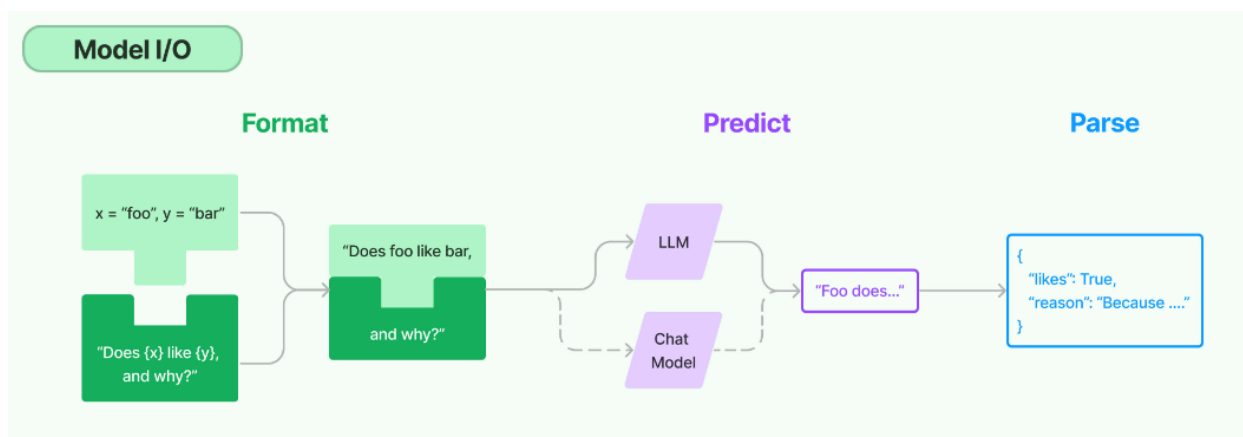 Model I/O
Format
Predict
Parse
x = “foo”, y = “bar”
“Does {x} like {y},
and why?”
“Does foo like bar,
and why?”
LLM
Chat
Model
“Foo does...”
{
“likes”: True,
“reason”: “Because ....“
}